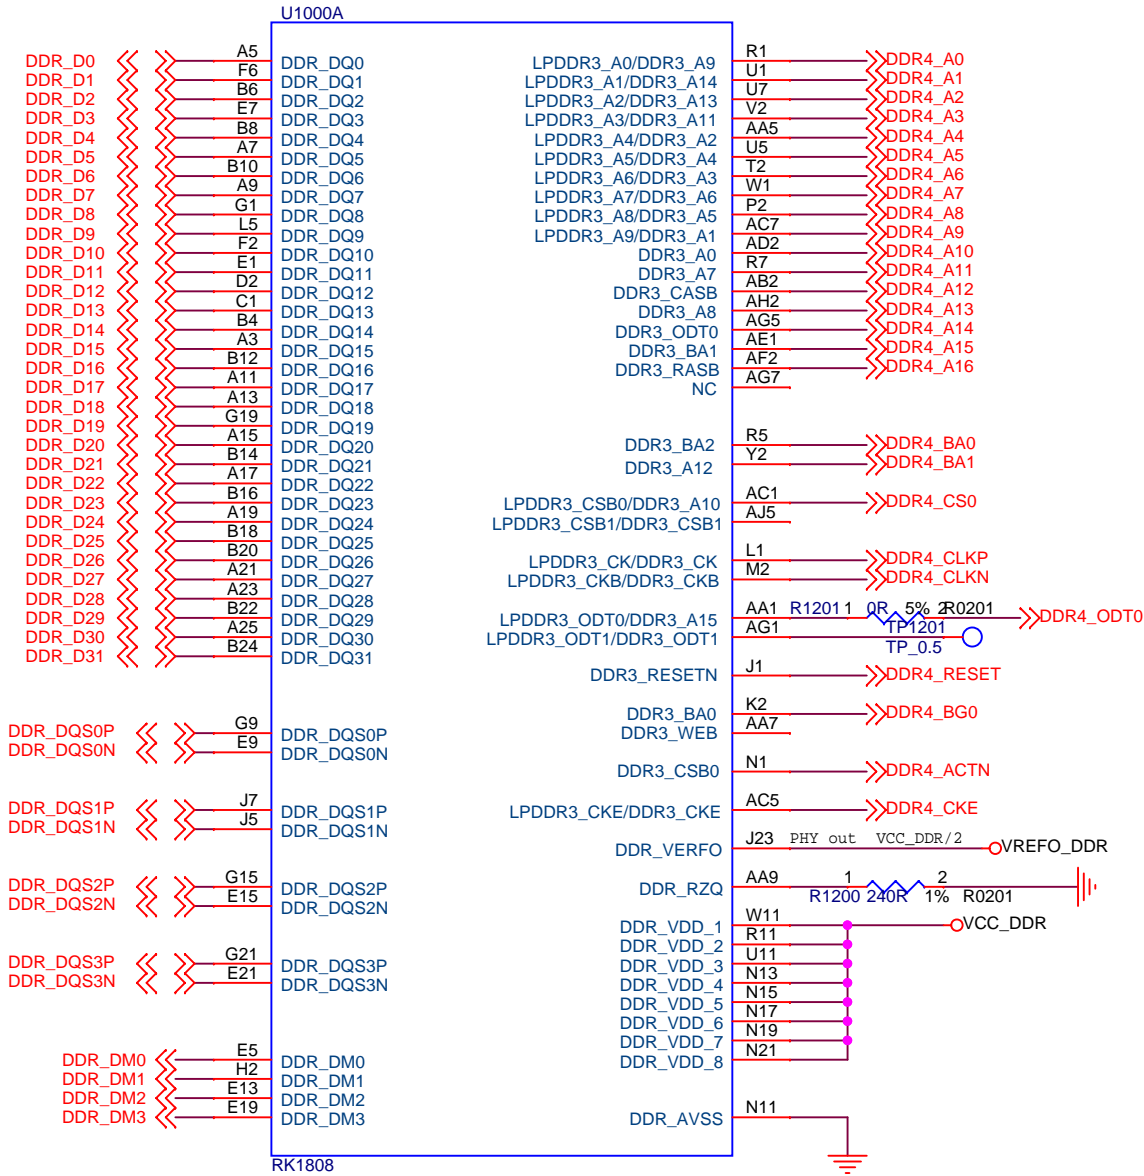 U1000A
DDR_D0 A5 DDR_DQ0
DDR_D1 F6 DDR_DQ1
DDR_D2 B6 DDR_DQ2
DDR_D3 E7 DDR_DQ3
DDR_D4 B8 DDR_DQ4
DDR_D5 A7 DDR_DQ5
DDR_D6 B10 DDR_DQ6
DDR_D7 A9 DDR_DQ7
DDR_D8 G1 DDR_DQ8
DDR_D9 L5 DDR_DQ9
DDR_D10 F2 DDR_DQ10
DDR_D11 E1 DDR_DQ11
DDR_D12 D2 DDR_DQ12
DDR_D13 C1 DDR_DQ13
DDR_D14 B4 DDR_DQ14
DDR_D15 A3 DDR_DQ15
DDR_D16 B12 DDR_DQ16
DDR_D17 A11 DDR_DQ17
DDR_D18 A13 DDR_DQ18
DDR_D19 G19 DDR_DQ19
DDR_D20 A15 DDR_DQ20
DDR_D21 B14 DDR_DQ21
DDR_D22 A17 DDR_DQ22
DDR_D23 B16 DDR_DQ23
DDR_D24 A19 DDR_DQ24
DDR_D25 B18 DDR_DQ25
DDR_D26 B20 DDR_DQ26
DDR_D27 A21 DDR_DQ27
DDR_D28 A23 DDR_DQ28
DDR_D29 B22 DDR_DQ29
DDR_D30 A25 DDR_DQ30
DDR_D31 B24 DDR_DQ31
DDR_DQS0P G9 DDR_DQS0P
DDR_DQS0N E9 DDR_DQS0N
DDR_DQS1P J7 DDR_DQS1P
DDR_DQS1N J5 DDR_DQS1N
DDR_DQS2P G15 DDR_DQS2P
DDR_DQS2N E15 DDR_DQS2N
DDR_DQS3P G21 DDR_DQS3P
DDR_DQS3N E21 DDR_DQS3N
DDR_DM0 E5 DDR_DM0
DDR_DM1 H2 DDR_DM1
DDR_DM2 E13 DDR_DM2
DDR_DM3 E19 DDR_DM3
LPDDR3_A0/DDR3_A9 R1 DDR4_A0
LPDDR3_A1/DDR3_A14 U1 DDR4_A1
LPDDR3_A2/DDR3_A13 U7 DDR4_A2
LPDDR3_A3/DDR3_A11 V2 DDR4_A3
LPDDR3_A4/DDR3_A2 AA5 DDR4_A4
LPDDR3_A5/DDR3_A4 U5 DDR4_A5
LPDDR3_A6/DDR3_A3 T2 DDR4_A6
LPDDR3_A7/DDR3_A6 W1 DDR4_A7
LPDDR3_A8/DDR3_A5 P2 DDR4_A8
LPDDR3_A9/DDR3_A1 AC7 DDR4_A9
DDR3_A0 AD2 DDR4_A10
DDR3_A7 R7 DDR4_A11
DDR3_CASB AB2 DDR4_A12
DDR3_A8 AH2 DDR4_A13
DDR3_ODT0 AG5 DDR4_A14
DDR3_BA1 AE1 DDR4_A15
DDR3_RASB AF2 DDR4_A16
NC AG7
DDR3_BA2 R5 DDR4_BA0
DDR3_A12 Y2 DDR4_BA1
LPDDR3_CSB0/DDR3_A10 AC1 DDR4_CS0
LPDDR3_CSB1/DDR3_CSB1 AJ5
LPDDR3_CK/DDR3_CK L1 DDR4_CLKP
LPDDR3_CKB/DDR3_CKB M2 DDR4_CLKN
LPDDR3_ODT0/DDR3_A15 AA1 R1201 1 0R 5% 2 R0201 DDR4_ODT0
LPDDR3_ODT1/DDR3_ODT1 AG1 TP1201
TP_0.5
DDR3_RESETN J1 DDR4_RESET
DDR3_BA0 K2 DDR4_BG0
DDR3_WEB AA7
DDR3_CSB0 N1 DDR4_ACTN
LPDDR3_CKE/DDR3_CKE AC5 DDR4_CKE
DDR_VERFO J23 PHY out VCC_DDR/2 VREFO_DDR
DDR_RZQ AA9 1 2
R1200 240R 1% R0201
DDR_VDD_1 W11 VCC_DDR
DDR_VDD_2 R11
DDR_VDD_3 U11
DDR_VDD_4 N13
DDR_VDD_5 N15
DDR_VDD_6 N17
DDR_VDD_7 N19
DDR_VDD_8 N21
DDR_AVSS N11
RK1808